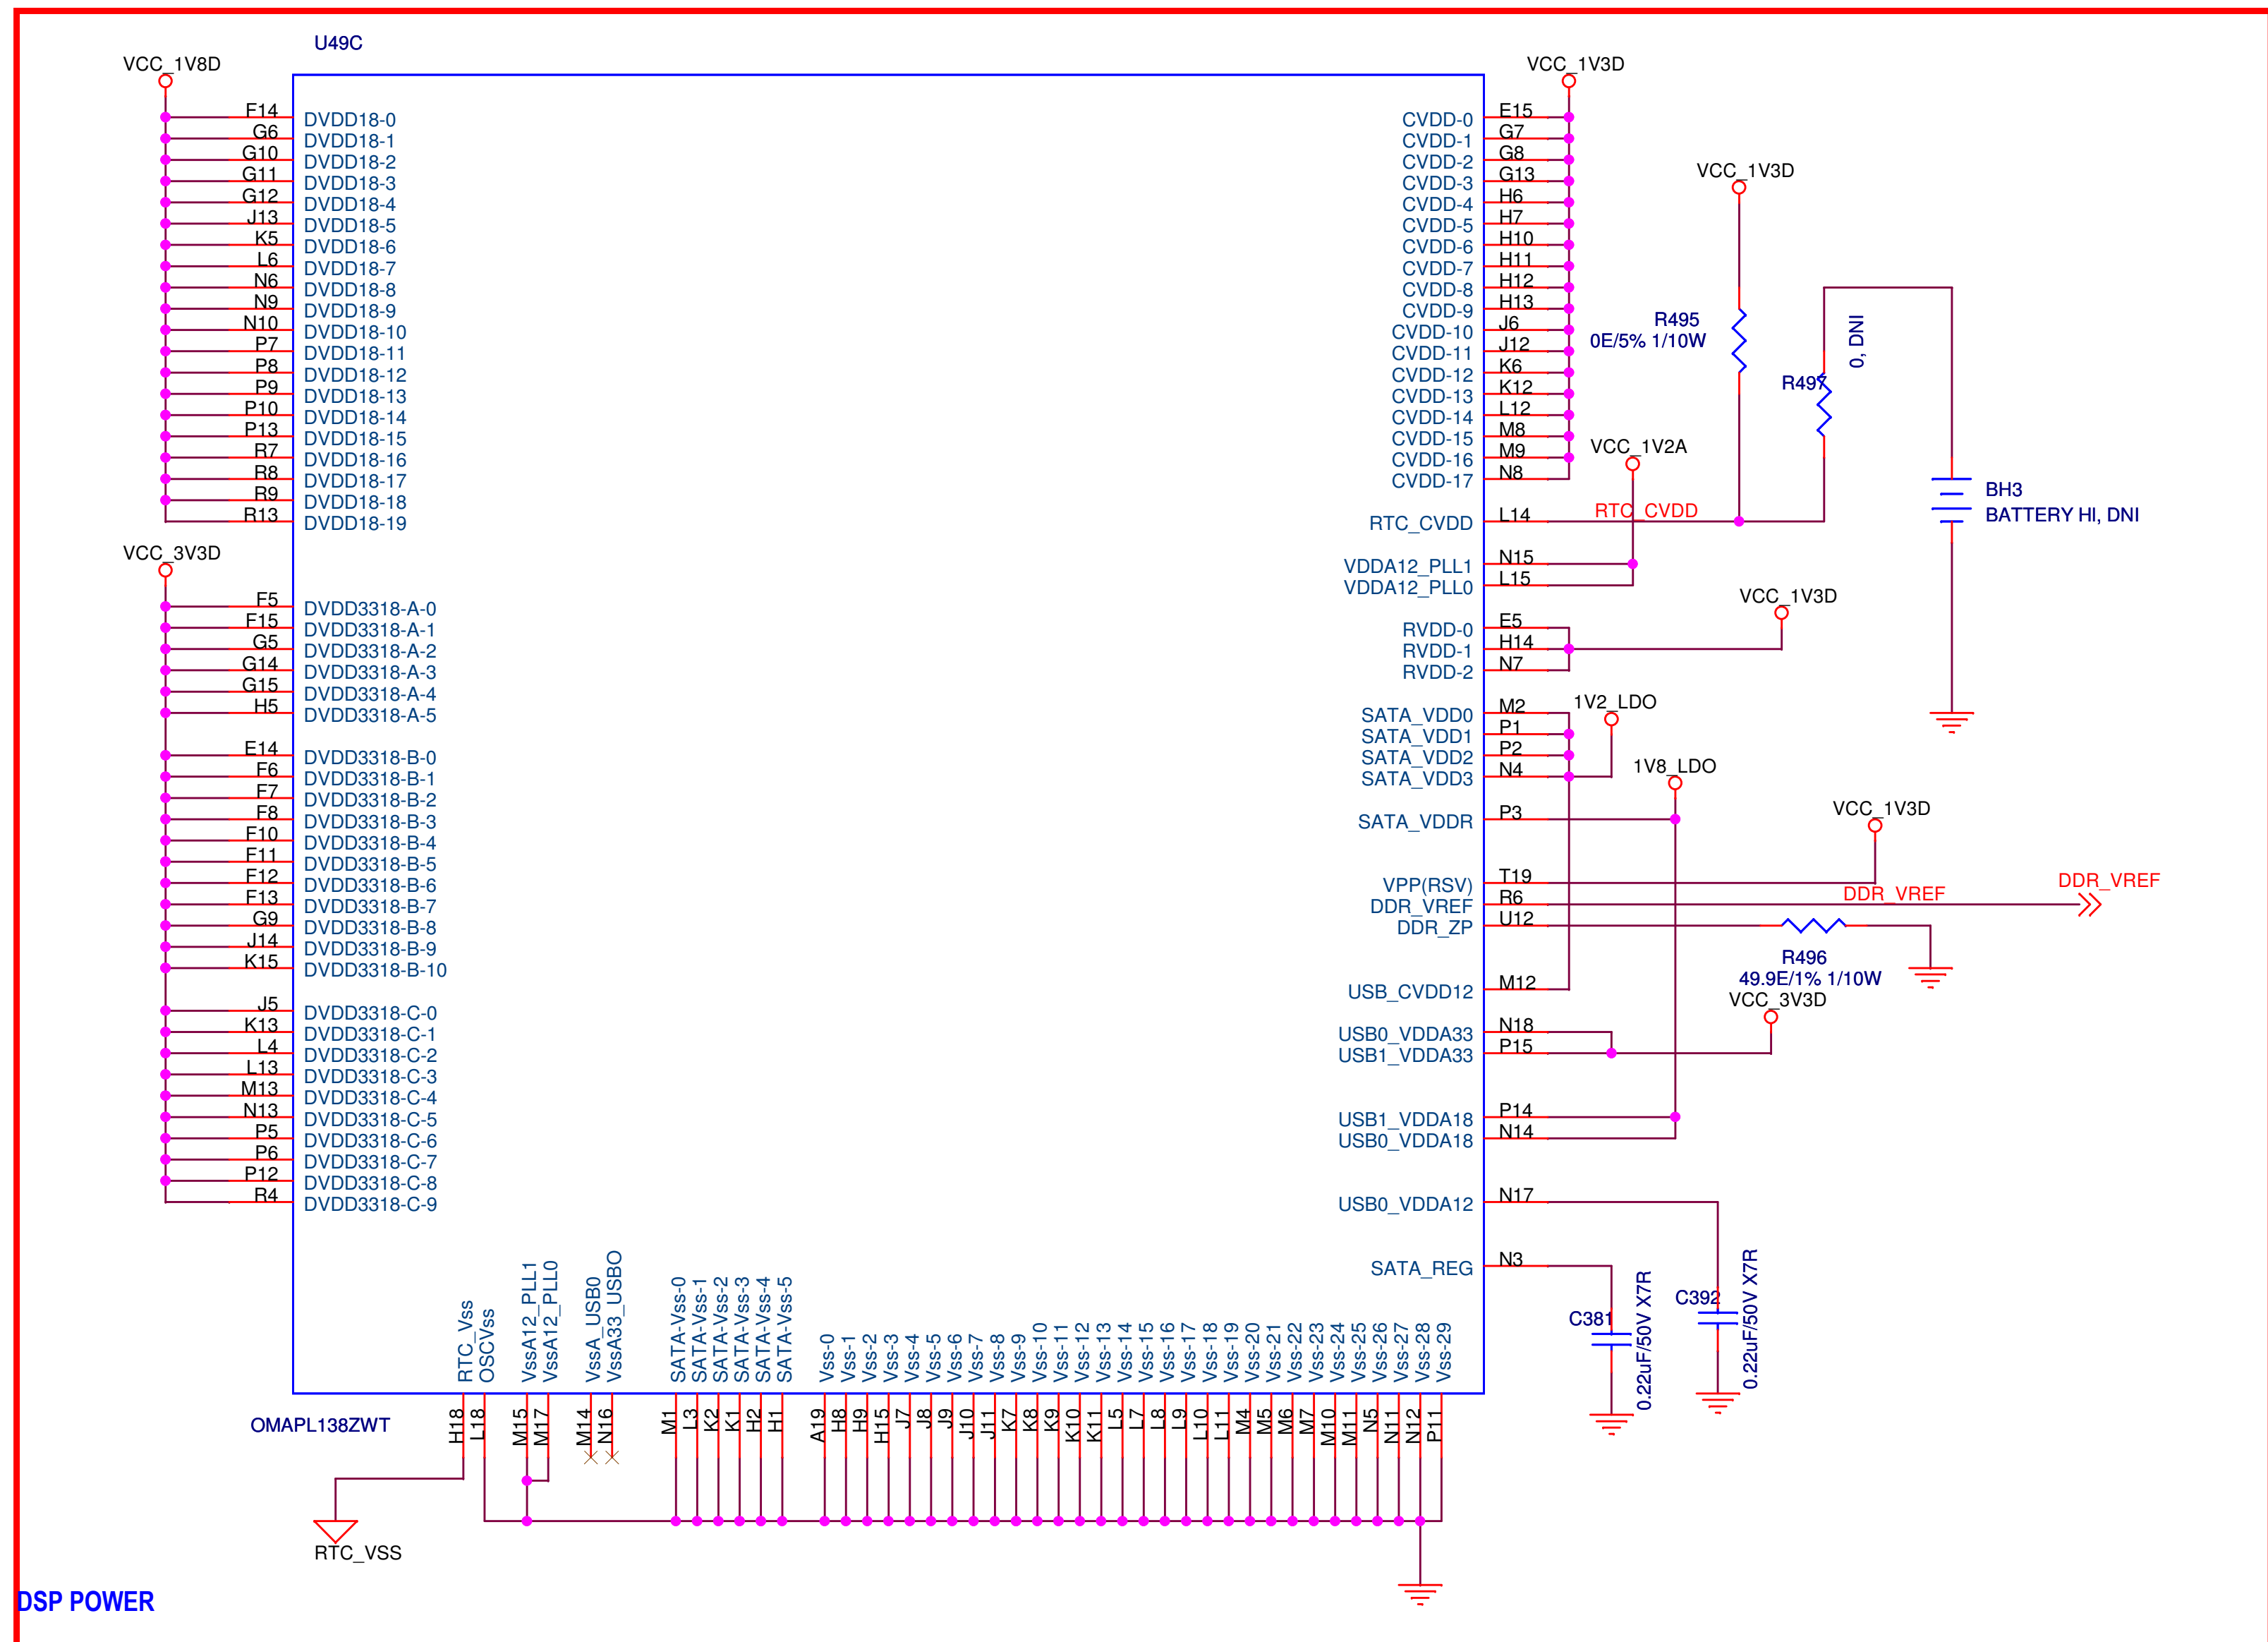 U49C
VCC_1V8D
F14 DVDD18-0
G6 DVDD18-1
G10 DVDD18-2
G11 DVDD18-3
G12 DVDD18-4
J13 DVDD18-5
K5 DVDD18-6
L6 DVDD18-7
N6 DVDD18-8
N9 DVDD18-9
N10 DVDD18-10
P7 DVDD18-11
P8 DVDD18-12
P9 DVDD18-13
P10 DVDD18-14
P13 DVDD18-15
R7 DVDD18-16
R8 DVDD18-17
R9 DVDD18-18
R13 DVDD18-19
VCC_3V3D
F5 DVDD3318-A-0
F15 DVDD3318-A-1
G5 DVDD3318-A-2
G14 DVDD3318-A-3
G15 DVDD3318-A-4
H5 DVDD3318-A-5
E14 DVDD3318-B-0
F6 DVDD3318-B-1
F7 DVDD3318-B-2
F8 DVDD3318-B-3
F10 DVDD3318-B-4
F11 DVDD3318-B-5
F12 DVDD3318-B-6
F13 DVDD3318-B-7
G9 DVDD3318-B-8
J14 DVDD3318-B-9
K15 DVDD3318-B-10
J5 DVDD3318-C-0
K13 DVDD3318-C-1
L4 DVDD3318-C-2
L13 DVDD3318-C-3
M13 DVDD3318-C-4
N13 DVDD3318-C-5
P5 DVDD3318-C-6
P6 DVDD3318-C-7
P12 DVDD3318-C-8
R4 DVDD3318-C-9
VCC_1V3D
CVDD-0 E15
CVDD-1 G7
CVDD-2 G8
CVDD-3 G13
CVDD-4 H6
CVDD-5 H7
CVDD-6 H10
CVDD-7 H11
CVDD-8 H12
CVDD-9 H13
CVDD-10 J6
CVDD-11 J12
CVDD-12 K6
CVDD-13 K12
CVDD-14 L12
CVDD-15 M8
CVDD-16 M9
CVDD-17 N8
VCC_1V3D
R495
0E/5% 1/10W
R497
0, DNI
VCC_1V2A
BH3
BATTERY HI, DNI
RTC_CVDD L14 RTC_CVDD
VDDA12_PLL1 N15
VDDA12_PLL0 L15
VCC_1V3D
RVDD-0 E5
RVDD-1 H14
RVDD-2 N7
1V2_LDO
SATA_VDD0 M2
SATA_VDD1 P1
SATA_VDD2 P2
SATA_VDD3 N4
1V8_LDO
SATA_VDDR P3
VCC_1V3D
VPP(RSV) T19
DDR_VREF R6 DDR_VREF DDR_VREF
DDR_ZP U12
R496
49.9E/1% 1/10W
VCC_3V3D
USB_CVDD12 M12
USB0_VDDA33 N18
USB1_VDDA33 P15
USB1_VDDA18 P14
USB0_VDDA18 N14
USB0_VDDA12 N17
SATA_REG N3
C381
0.22uF/50V X7R
C392
0.22uF/50V X7R
RTC_Vss H18
OSCVss L18
VssA12_PLL1 M15
VssA12_PLL0 M17
VssA_USB0 M14
VssA33_USBO N16
SATA-Vss-0 M1
SATA-Vss-1 L3
SATA-Vss-2 K2
SATA-Vss-3 K1
SATA-Vss-4 H2
SATA-Vss-5 H1
Vss-0 A19
Vss-1 H8
Vss-2 H9
Vss-3 H15
Vss-4 J7
Vss-5 J8
Vss-6 J9
Vss-7 J10
Vss-8 J11
Vss-9 K7
Vss-10 K8
Vss-11 K9
Vss-12 K10
Vss-13 K11
Vss-14 L5
Vss-15 L7
Vss-16 L8
Vss-17 L9
Vss-18 L10
Vss-19 L11
Vss-20 M4
Vss-21 M5
Vss-22 M6
Vss-23 M7
Vss-24 M10
Vss-25 M11
Vss-26 N5
Vss-27 N11
Vss-28 N12
Vss-29 P11
OMAPL138ZWT
RTC_VSS
DSP POWER